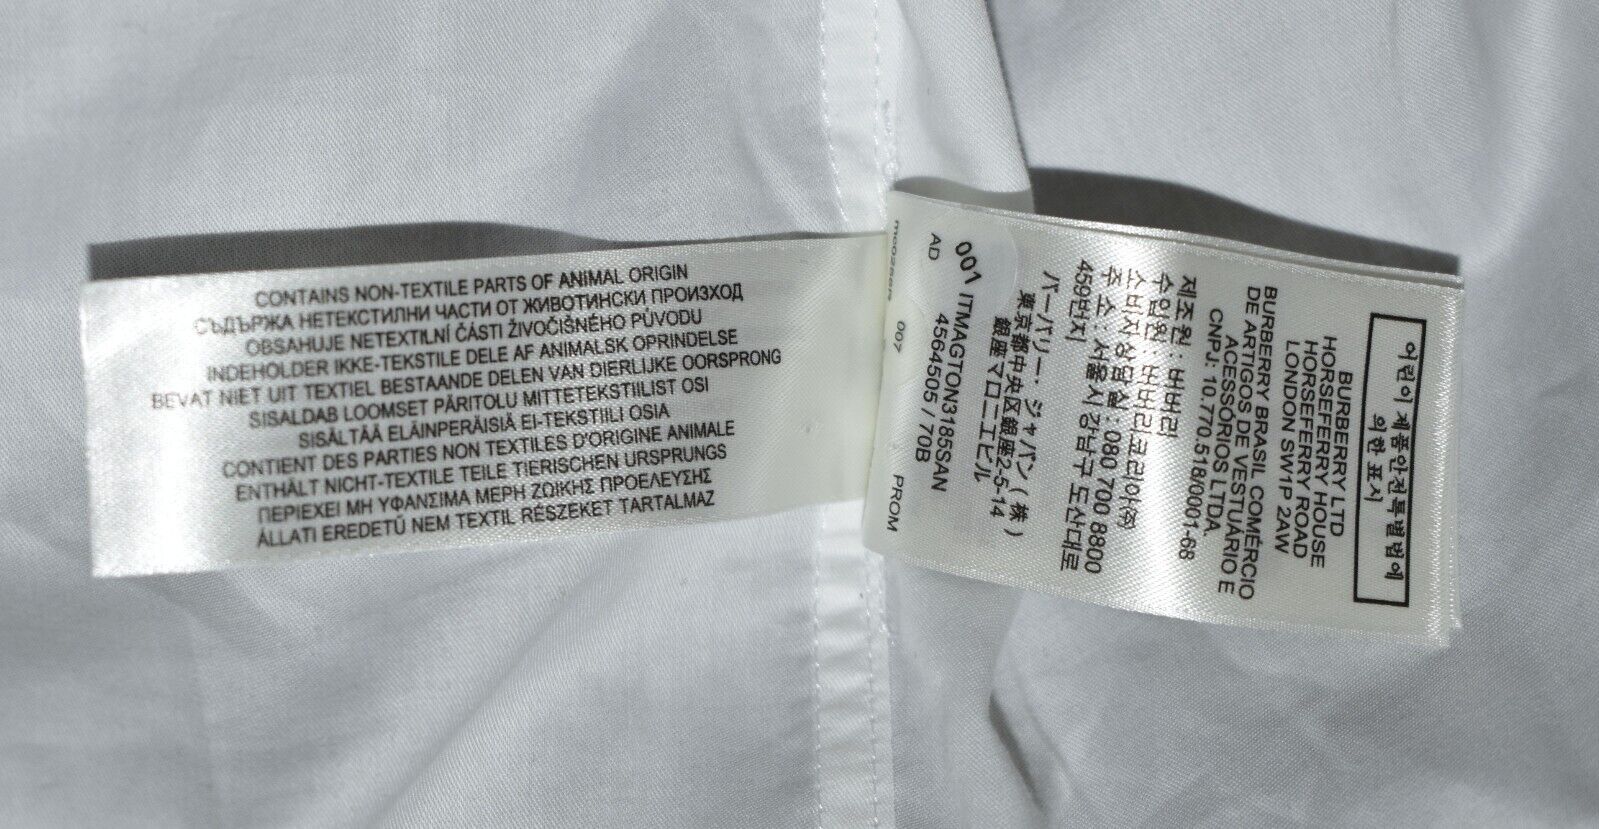 CONTAINS NON-TEXTILE PARTS OF ANIMAL ORIGIN
СЪДЪРЖА НЕТЕКСТИЛНИ ЧАСТИ ОТ ЖИВОТИНСКИ ПРОИЗХОД
OBSAHUJE NETEXTILNÍ ČÁSTI ŽIVOČIŠNÉHO PŮVODU
INDEHOLDER IKKE-TEKSTILE DELE AF ANIMALSK OPRINDELSE
BEVAT NIET UIT TEXTIEL BESTAANDE DELEN VAN DIERLIJKE OORSPRONG
SISALDAB LOOMSET PÄRITOLU MITTETEKSTIILIST OSI
SISÄLTÄÄ ELÄINPERÄISIÄ EI-TEKSTIILI OSIA
CONTIENT DES PARTIES NON TEXTILES D'ORIGINE ANIMALE
ENTHÄLT NICHT-TEXTILE TEILE TIERISCHEN URSPRUNGS
ΠΕΡΙΕΧΕΙ ΜΗ ΥΦΑΝΣΙΜΑ ΜΕΡΗ ΖΩΙΚΗΣ ΠΡΟΕΛΕΥΣΗΣ
ÁLLATI EREDETŰ NEM TEXTIL RÉSZEKET TARTALMAZ
어린이 제품안전특별법에
의한 표시
BURBERRY LTD
HORSEFERRY HOUSE
HORSEFERRY ROAD
LONDON SW1P 2AW
BURBERRY BRASIL COMÉRCIO
DE ARTIGOS DE VESTUÁRIO E
ACESSÓRIOS LTDA.
CNPJ: 10.770.518/0001-66
제조원 : 버버리
수입원 : 버버리코리아㈜
소비자상담실 : 080 700 8800
주 소 : 서울시 강남구 도산대로
459번지
バーバリー・ジャパン(株)
東京都中央区銀座2-5-14
銀座マロニエビル
001 ITMAGTON3185SAN
AD 4564505 / 70B
007 PROM